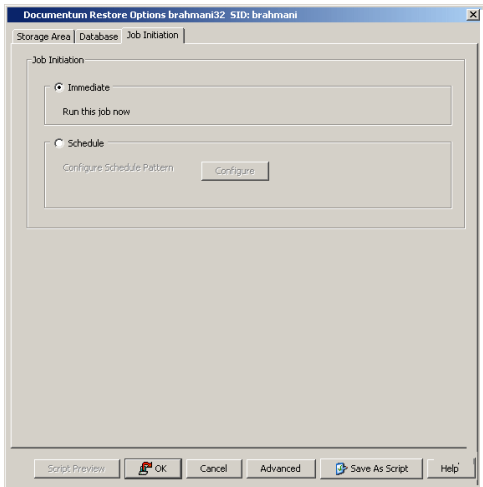 Documentum Restore Options brahmani32 SID: brahmani
Storage Area Database Job Initiation
Job Initiation
Immediate
Run this job now
Schedule
Configure Schedule Pattern Configure
Script Preview OK Cancel Advanced Save As Script Help